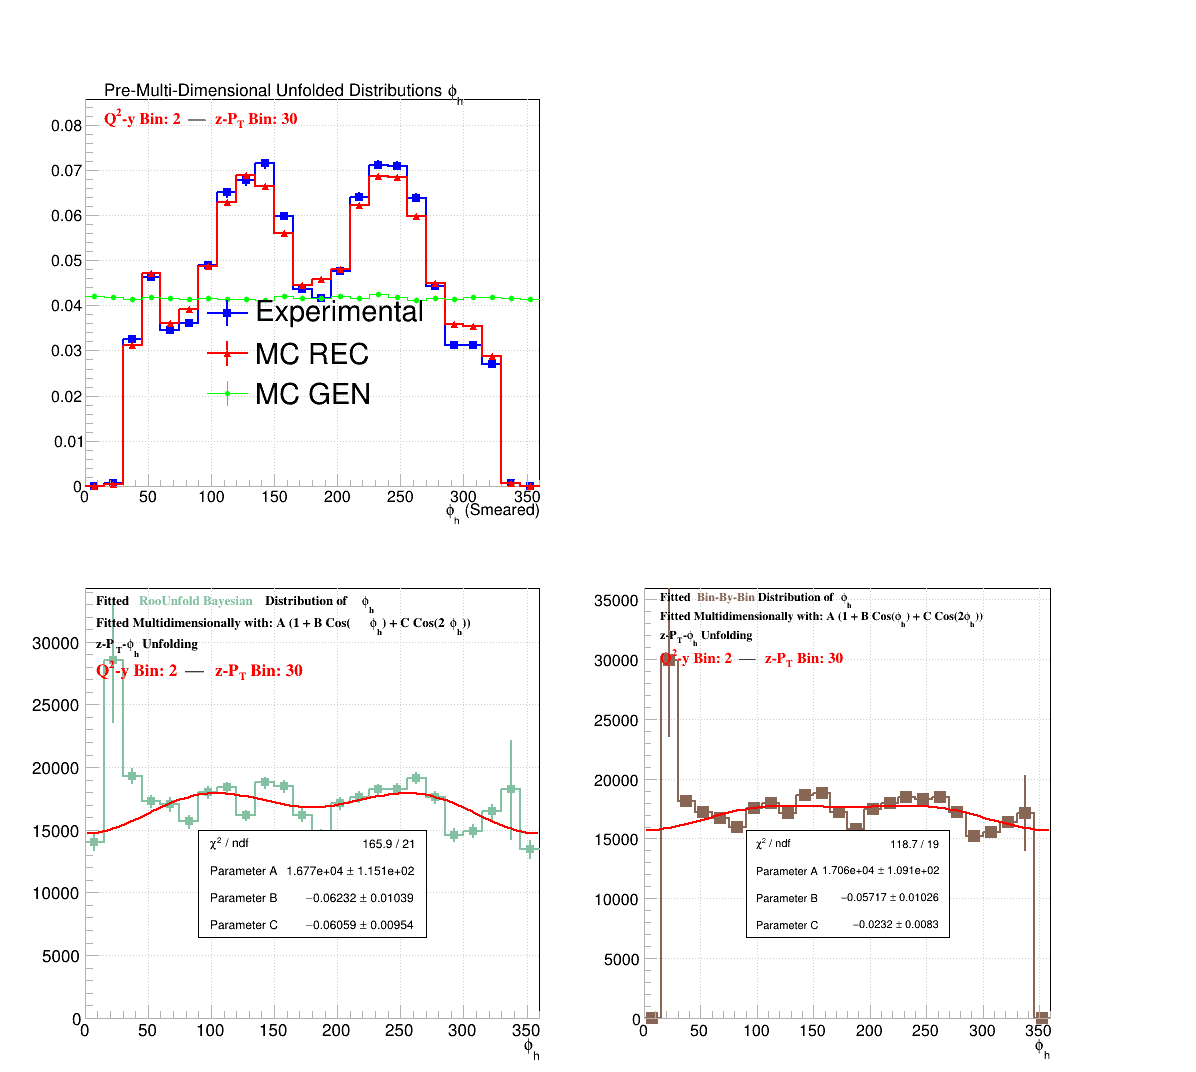 Pre-Multi-Dimensional Unfolded Distributions ϕh
Q2-y Bin: 2 — z-PT Bin: 30
0.08
0.07
0.06
0.05
0.04
0.03
0.02
0.01
0
Experimental
MC REC
MC GEN
0 50 100 150 200 250 300 350
ϕh (Smeared)
Fitted RooUnfold Bayesian Distribution of ϕh
Fitted Multidimensionally with: A (1 + B Cos( ϕh) + C Cos(2 ϕh))
z-PT-ϕh Unfolding
Q2-y Bin: 2 — z-PT Bin: 30
30000
25000
20000
15000
10000
5000
0
χ2 / ndf 165.9 / 21
Parameter A 1.677e+04 ± 1.151e+02
Parameter B −0.06232 ± 0.01039
Parameter C −0.06059 ± 0.00954
0 50 100 150 200 250 300 350
ϕh
Fitted Bin-By-Bin Distribution of ϕh
Fitted Multidimensionally with: A (1 + B Cos(ϕh) + C Cos(2ϕh))
z-PT-ϕh Unfolding
Q2-y Bin: 2 — z-PT Bin: 30
35000
30000
25000
20000
15000
10000
5000
0
χ2 / ndf 118.7 / 19
Parameter A 1.706e+04 ± 1.091e+02
Parameter B −0.05717 ± 0.01026
Parameter C −0.0232 ± 0.0083
0 50 100 150 200 250 300 350
ϕh